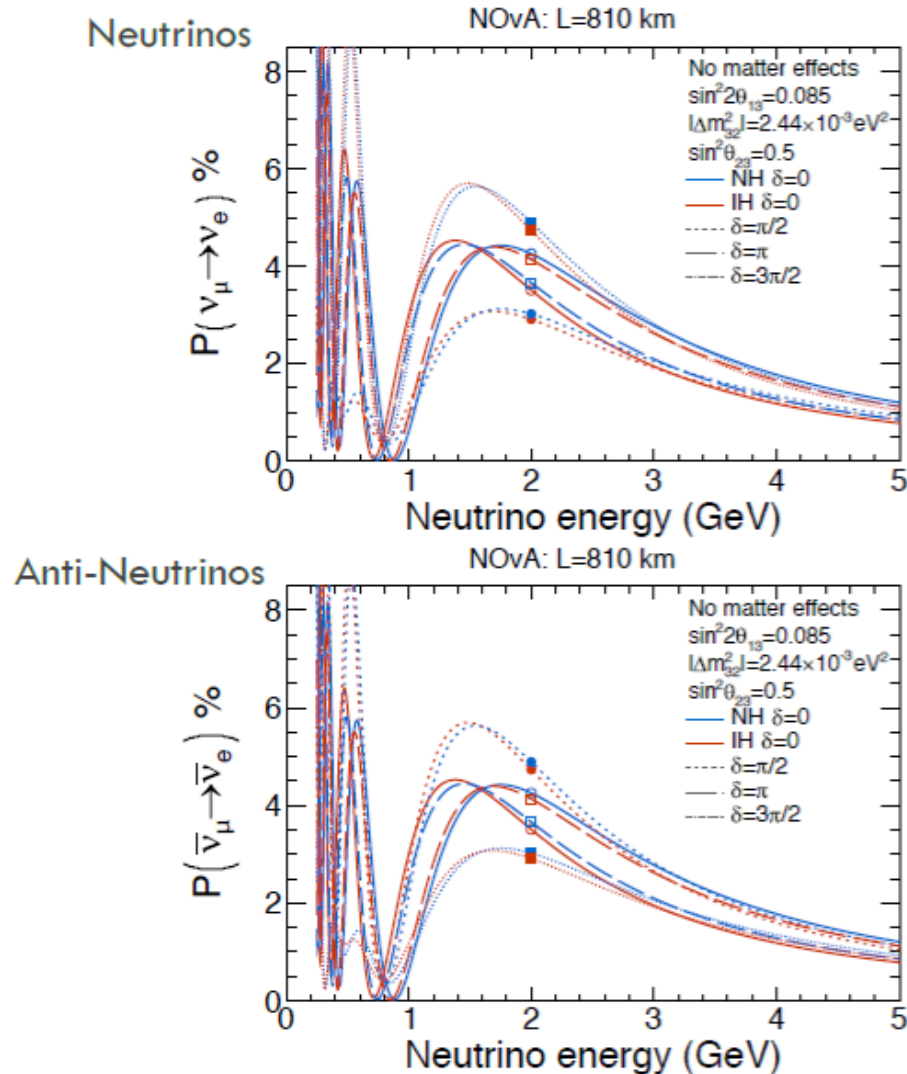 Neutrinos
NOvA: L=810 km
P(ν_μ→ν_e) %
8
6
4
2
0
No matter effects
sin²2θ₁₃=0.085
|Δm²₃₂|=2.44×10⁻³eV²
sin²θ₂₃=0.5
NH δ=0
IH δ=0
δ=π/2
δ=π
δ=3π/2
0 1 2 3 4 5
Neutrino energy (GeV)
Anti-Neutrinos
NOvA: L=810 km
P(ν̄_μ→ν̄_e) %
8
6
4
2
0
No matter effects
sin²2θ₁₃=0.085
|Δm²₃₂|=2.44×10⁻³eV²
sin²θ₂₃=0.5
NH δ=0
IH δ=0
δ=π/2
δ=π
δ=3π/2
0 1 2 3 4 5
Neutrino energy (GeV)